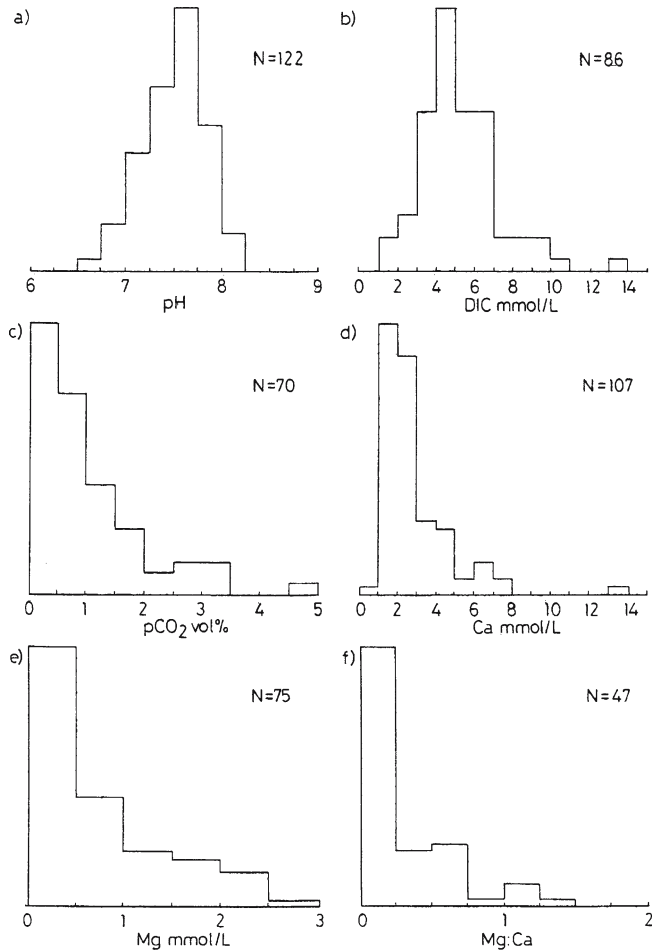 a)
N=122
6 7 8 9
pH
b)
N=86
0 2 4 6 8 10 12 14
DIC mmol/L
c)
N=70
0 1 2 3 4 5
pCO₂ vol%
d)
N=107
0 2 4 6 8 10 12 14
Ca mmol/L
e)
N=75
0 1 2 3
Mg mmol/L
f)
N=47
0 1 2
Mg:Ca